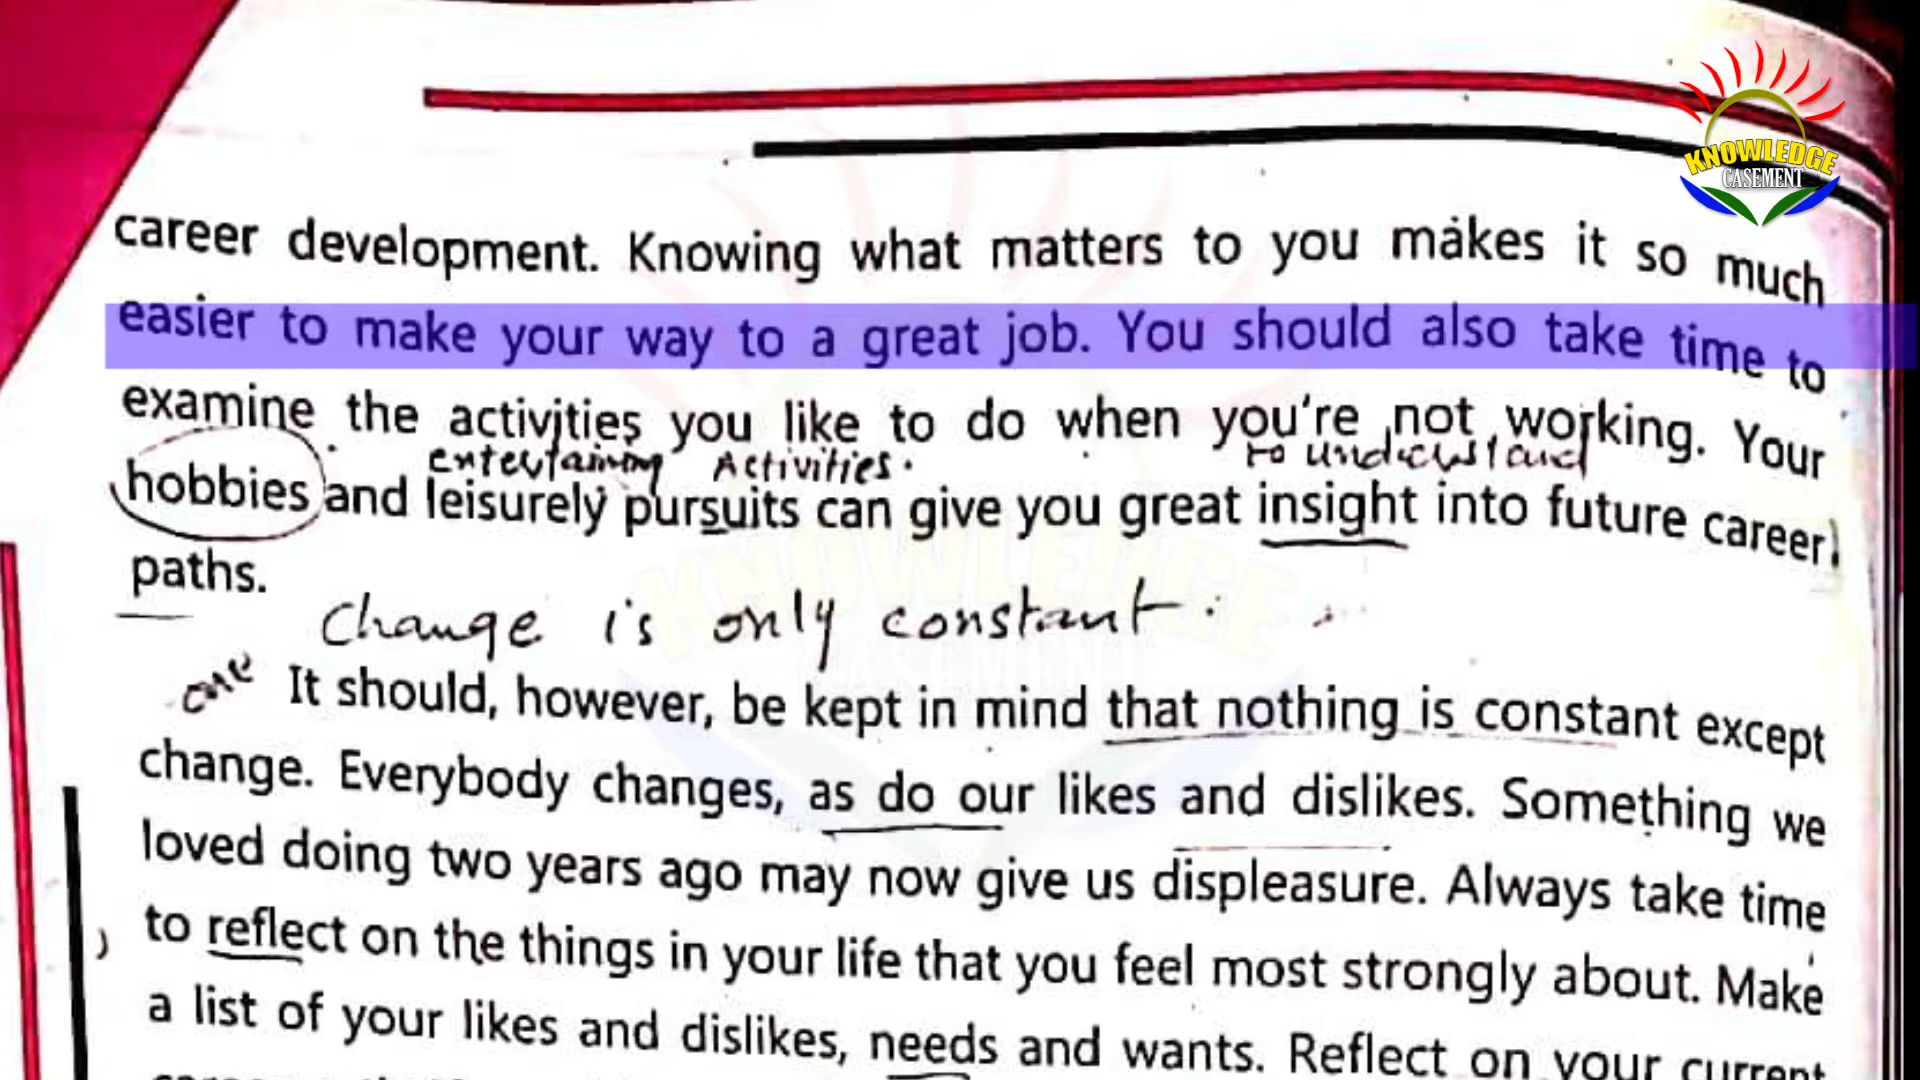 KNOWLEDGE
CASEMENT
career development. Knowing what matters to you makes it so much
easier to make your way to a great job. You should also take time to
examine the activities you like to do when you're not working. Your
entertaining Activities. to understand
hobbies and leisurely pursuits can give you great insight into future career
paths.
Change is only constant.
one
It should, however, be kept in mind that nothing is constant except
change. Everybody changes, as do our likes and dislikes. Something we
loved doing two years ago may now give us displeasure. Always take time
to reflect on the things in your life that you feel most strongly about. Make
a list of your likes and dislikes, needs and wants. Reflect on your current